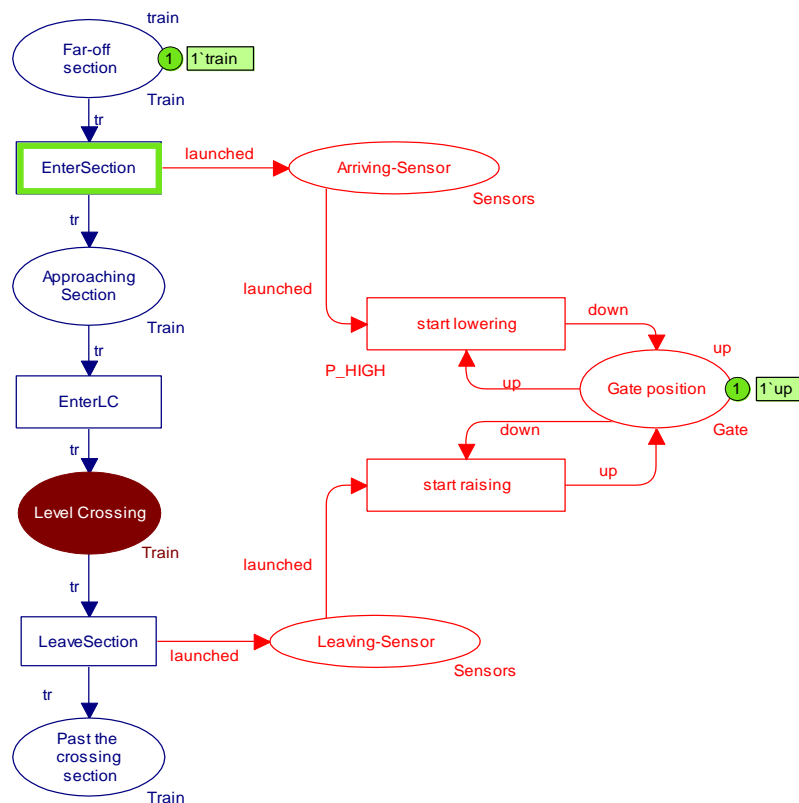 train
Far-off
section
1
1`train
Train
tr
EnterSection
launched
Arriving-Sensor
Sensors
tr
launched
Approaching
Section
Train
start lowering
down
P_HIGH
up
up
Gate position
1
1`up
Gate
tr
EnterLC
down
tr
start raising
up
Level Crossing
Train
launched
tr
LeaveSection
launched
Leaving-Sensor
Sensors
tr
Past the
crossing
section
Train